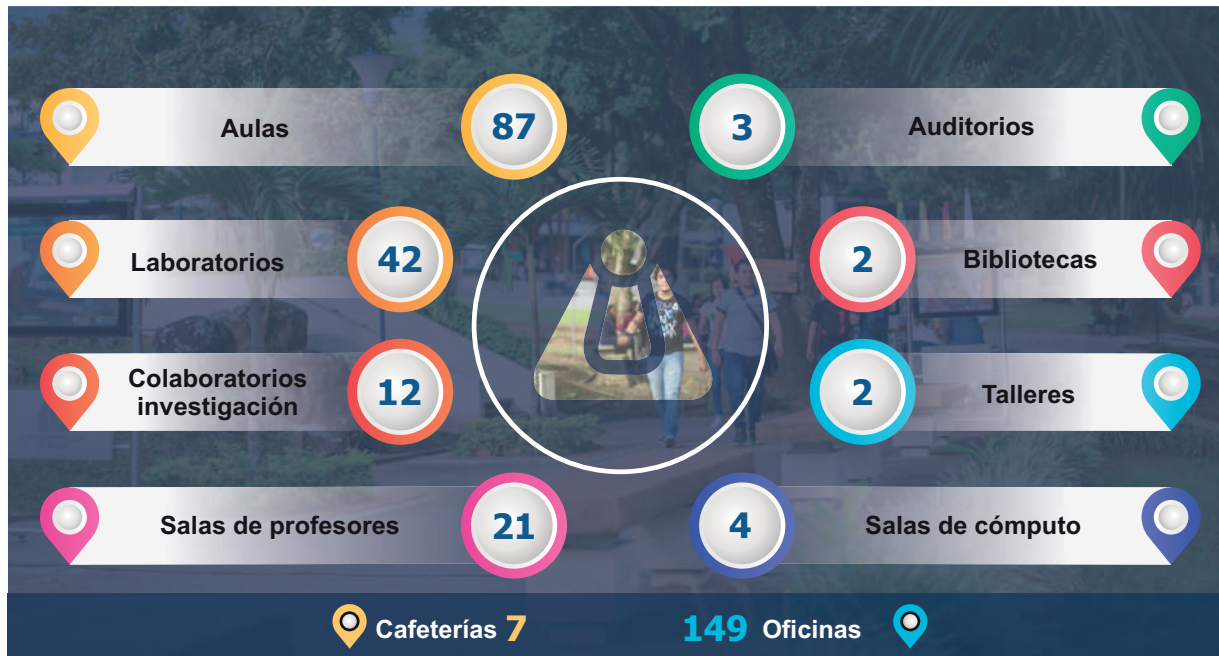 Aulas
87
3
Auditorios
Laboratorios
42
2
Bibliotecas
Colaboratorios
investigación
12
2
Talleres
Salas de profesores
21
4
Salas de cómputo
Cafeterías 7
149 Oficinas